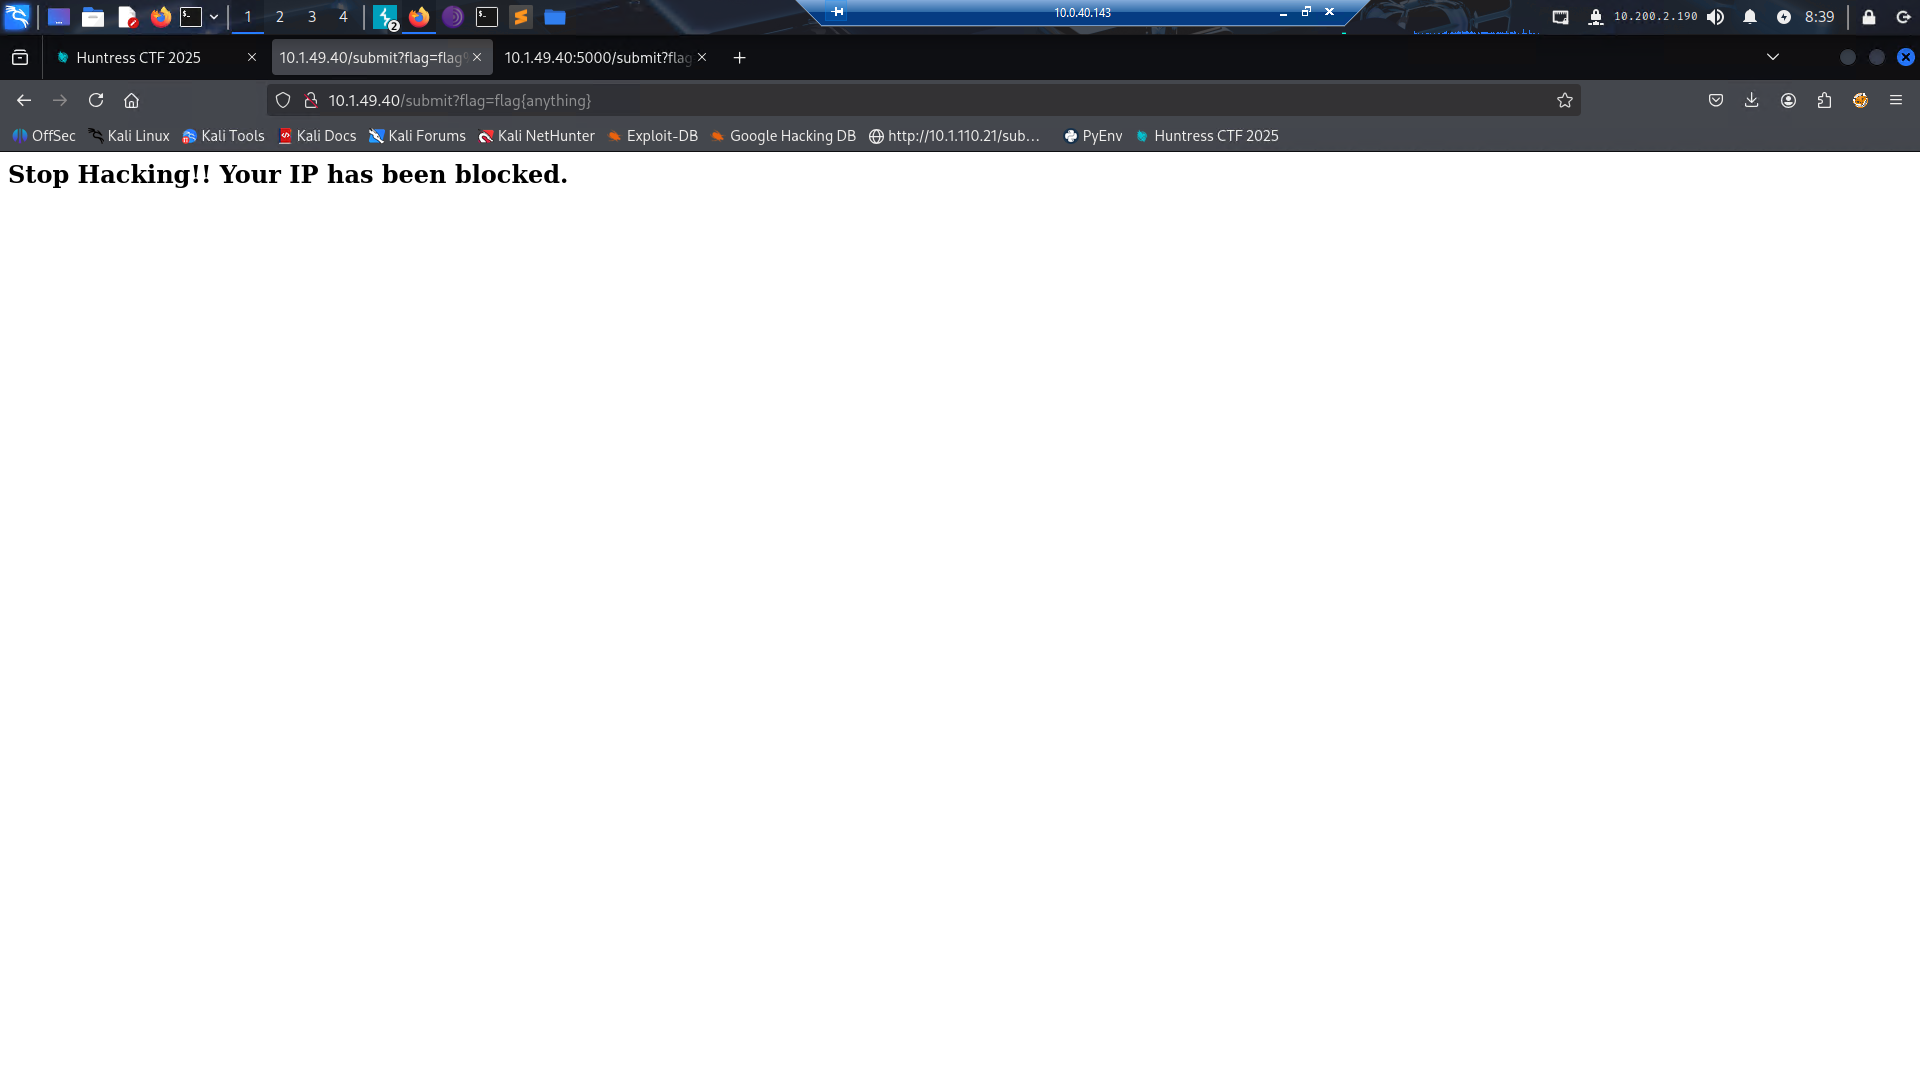 1 2 3 4 2 10.0.40.143 10.200.2.190 8:39
Huntress CTF 2025 10.1.49.40/submit?flag=flag% 10.1.49.40:5000/submit?flag
10.1.49.40/submit?flag=flag{anything}
OffSec Kali Linux Kali Tools Kali Docs Kali Forums Kali NetHunter Exploit-DB Google Hacking DB http://10.1.110.21/sub... PyEnv Huntress CTF 2025
Stop Hacking!! Your IP has been blocked.